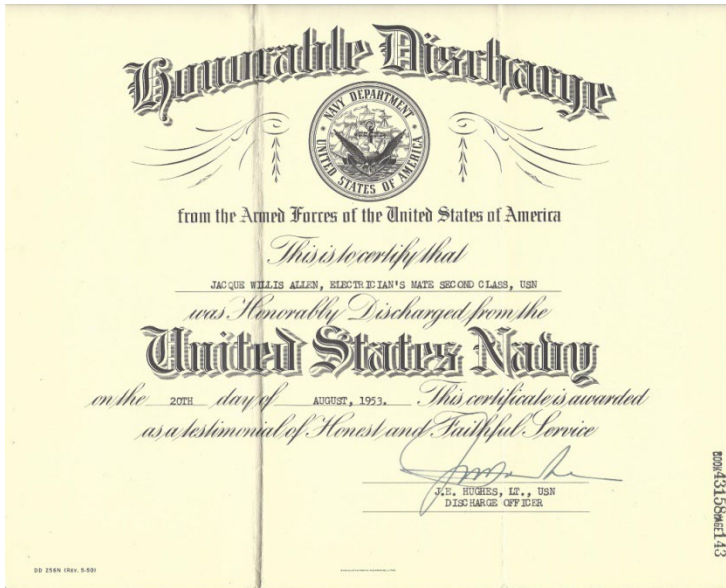 Honorable Discharge
NAVY DEPARTMENT
UNITED STATES OF AMERICA
from the Armed Forces of the United States of America
This is to certify that
JACQUE WILLIS ALLEN, ELECTRICIAN'S MATE SECOND CLASS, USN
was Honorably Discharged from the
United States Navy
on the 20TH day of AUGUST, 1953. This certificate is awarded
as a testimonial of Honest and Faithful Service
J.E. HUGHES, LT., USN
DISCHARGE OFFICER
BOOK 43158 PAGE 143
DD 256N (REV. 5-50)